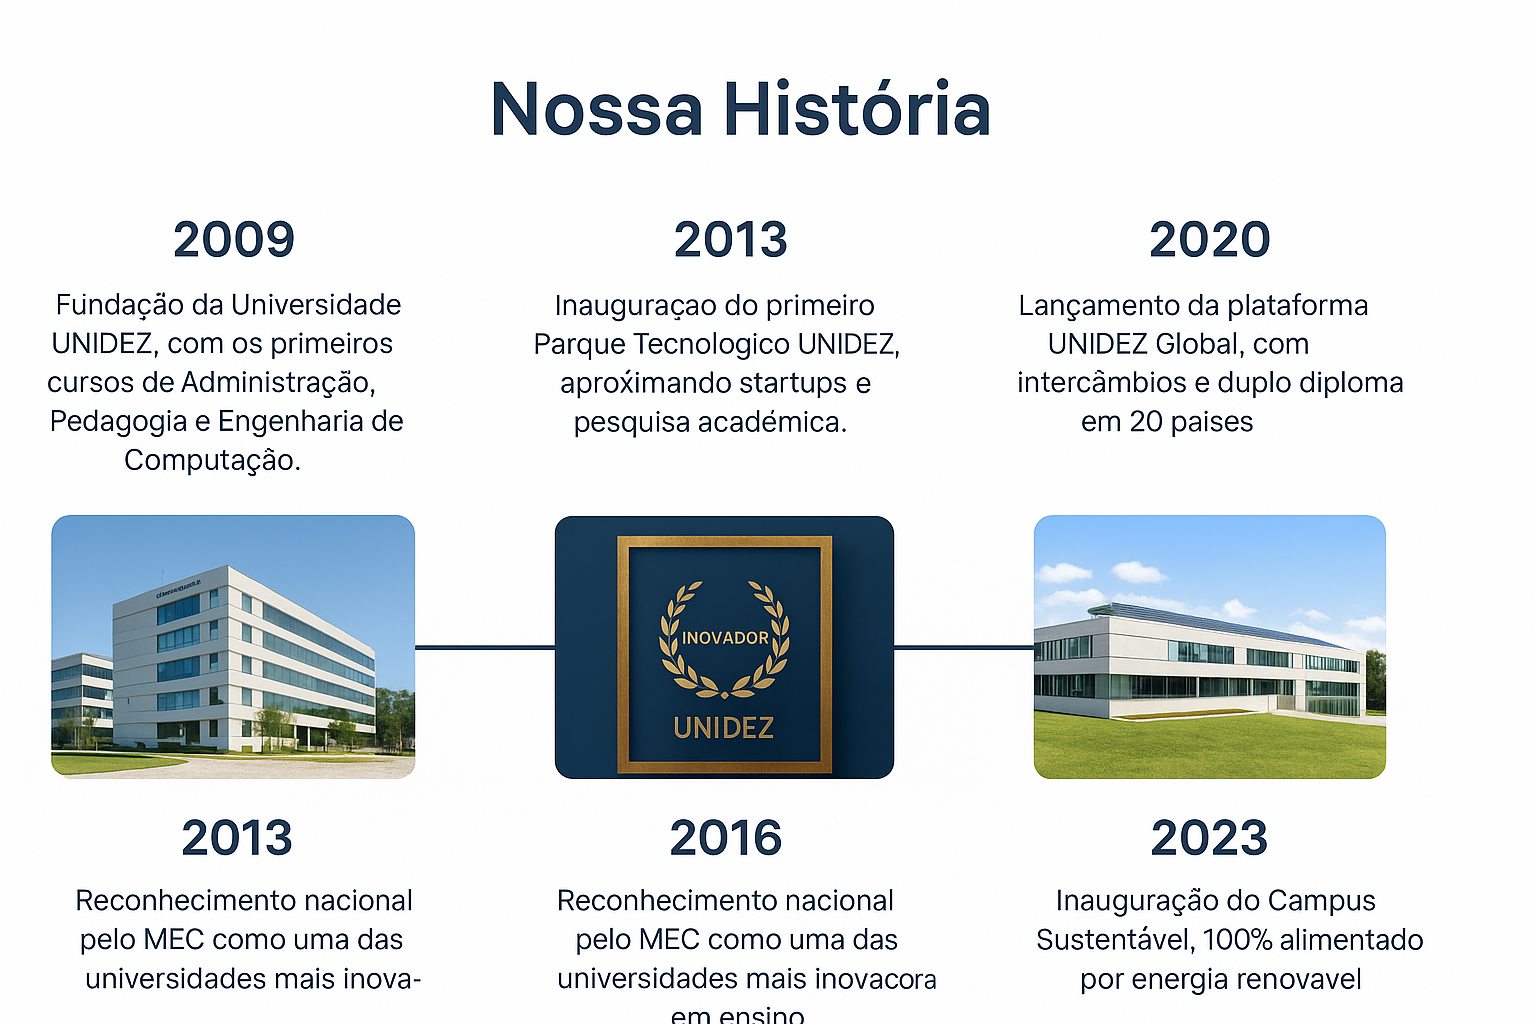 Nossa História
2009
Fundação da Universidade
UNIDEZ, com os primeiros
cursos de Administração,
Pedagogia e Engenharia de
Computação.
2013
Inauguraçao do primeiro
Parque Tecnologico UNIDEZ,
aproximando startups e
pesquisa académica.
2020
Lançamento da plataforma
UNIDEZ Global, com
intercâmbios e duplo diploma
em 20 paises
INOVADOR
UNIDEZ
2013
Reconhecimento nacional
pelo MEC como uma das
universidades mais inova-
2016
Reconhecimento nacional
pelo MEC como uma das
universidades mais inovacora
em ensino
2023
Inauguração do Campus
Sustentável, 100% alimentado
por energia renovavel